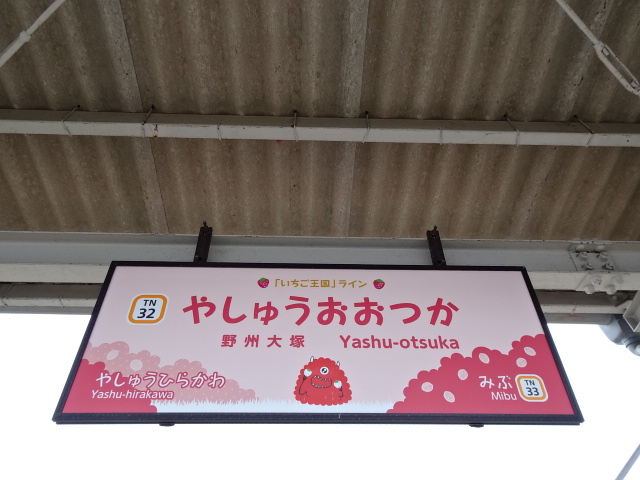 「いちご王国」ライン
TN
32
やしゅうおおつか
野州大塚 Yashu-otsuka
やしゅうひらかわ
Yashu-hirakawa
みぶ
Mibu
TN
33